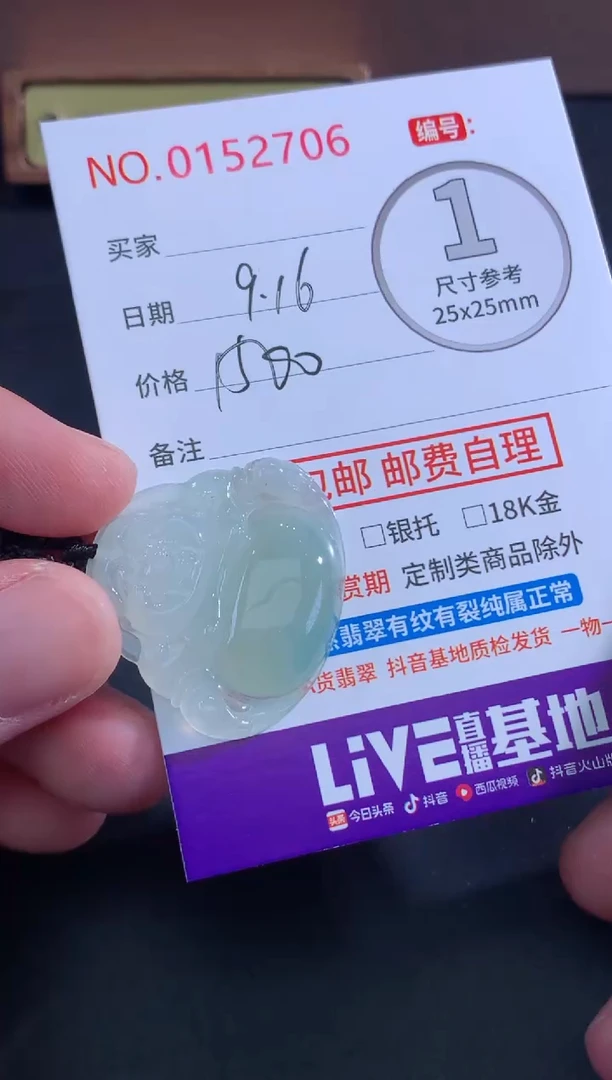 NO.0152706
编号：
1
尺寸参考
25x25mm
买家
日期 9.16
价格 1580
备注
包邮 邮费自理
□银托 □18K金
赏期 定制类商品除外
翡翠有纹有裂纯属正常
货翡翠 抖音基地质检发货 一物一
LiVE直播基地
头条 今日头条 抖音 西瓜视频 抖音火山版